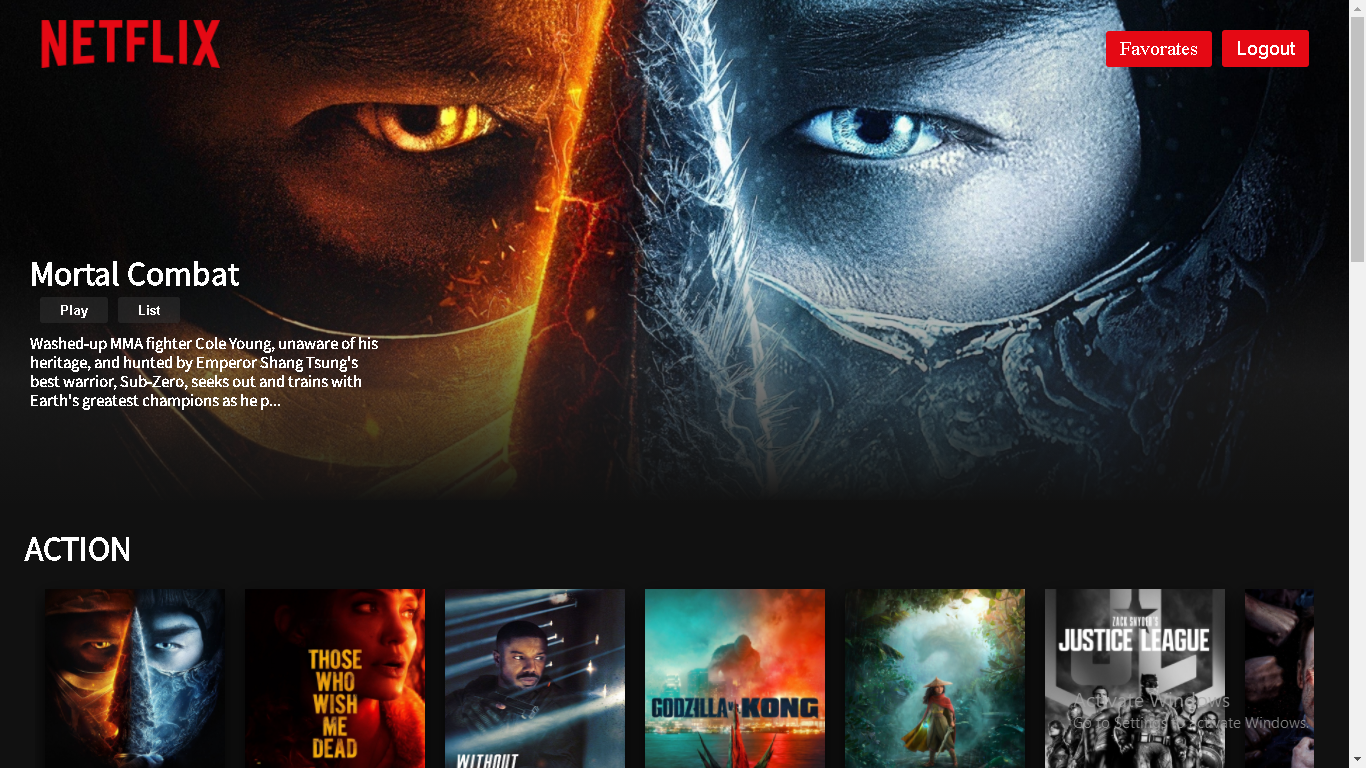 NETFLIX
Favorates
Logout
Mortal Combat
Play
List
Washed-up MMA fighter Cole Young, unaware of his
heritage, and hunted by Emperor Shang Tsung's
best warrior, Sub-Zero, seeks out and trains with
Earth's greatest champions as he p...
ACTION
THOSE
WHO
WISH
ME
DEAD
WITHOUT
GODZILLA v. KONG
ZACK SNYDER'S
JUSTICE LEAGUE
Activate Windows
Go to Settings to activate Windows.